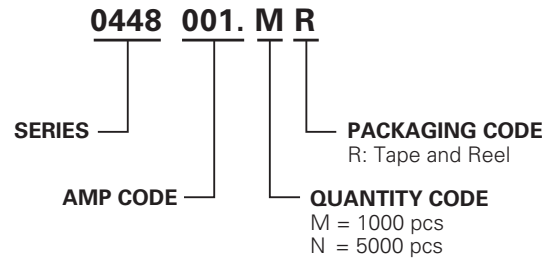 0448 001. M R
SERIES
PACKAGING CODE
R: Tape and Reel
AMP CODE
QUANTITY CODE
M = 1000 pcs
N = 5000 pcs